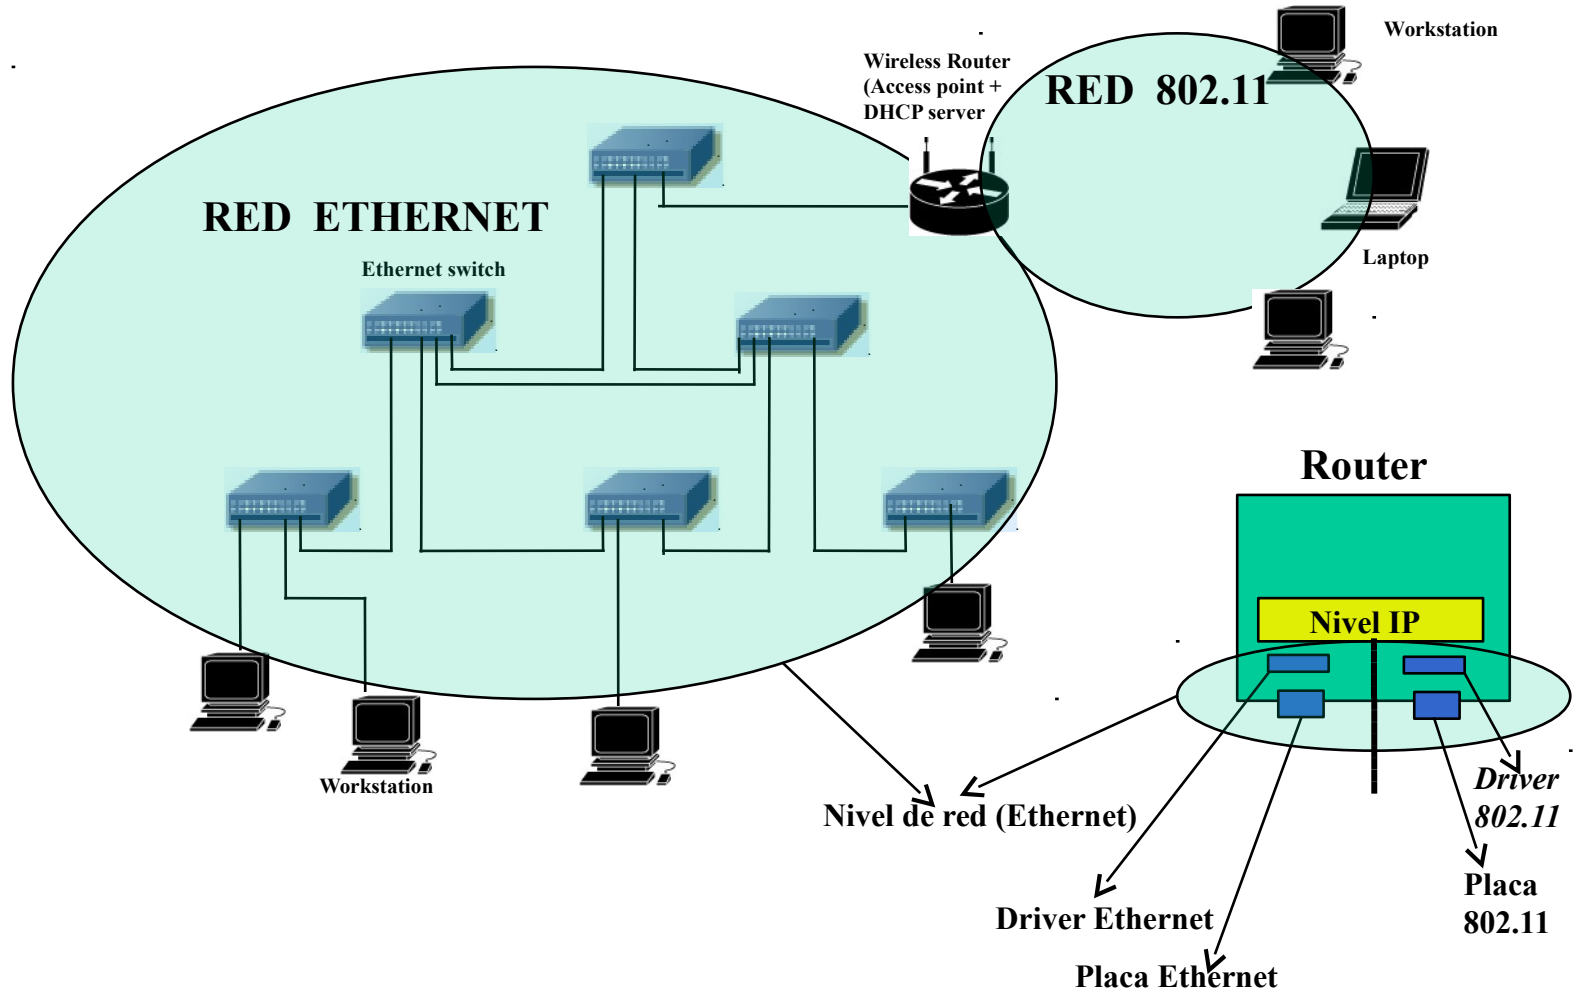 Workstation
Wireless Router
(Access point +
DHCP server
RED 802.11
RED ETHERNET
Ethernet switch
Laptop
Router
Nivel IP
Workstation
Nivel de red (Ethernet)
Driver
802.11
Placa
802.11
Driver Ethernet
Placa Ethernet